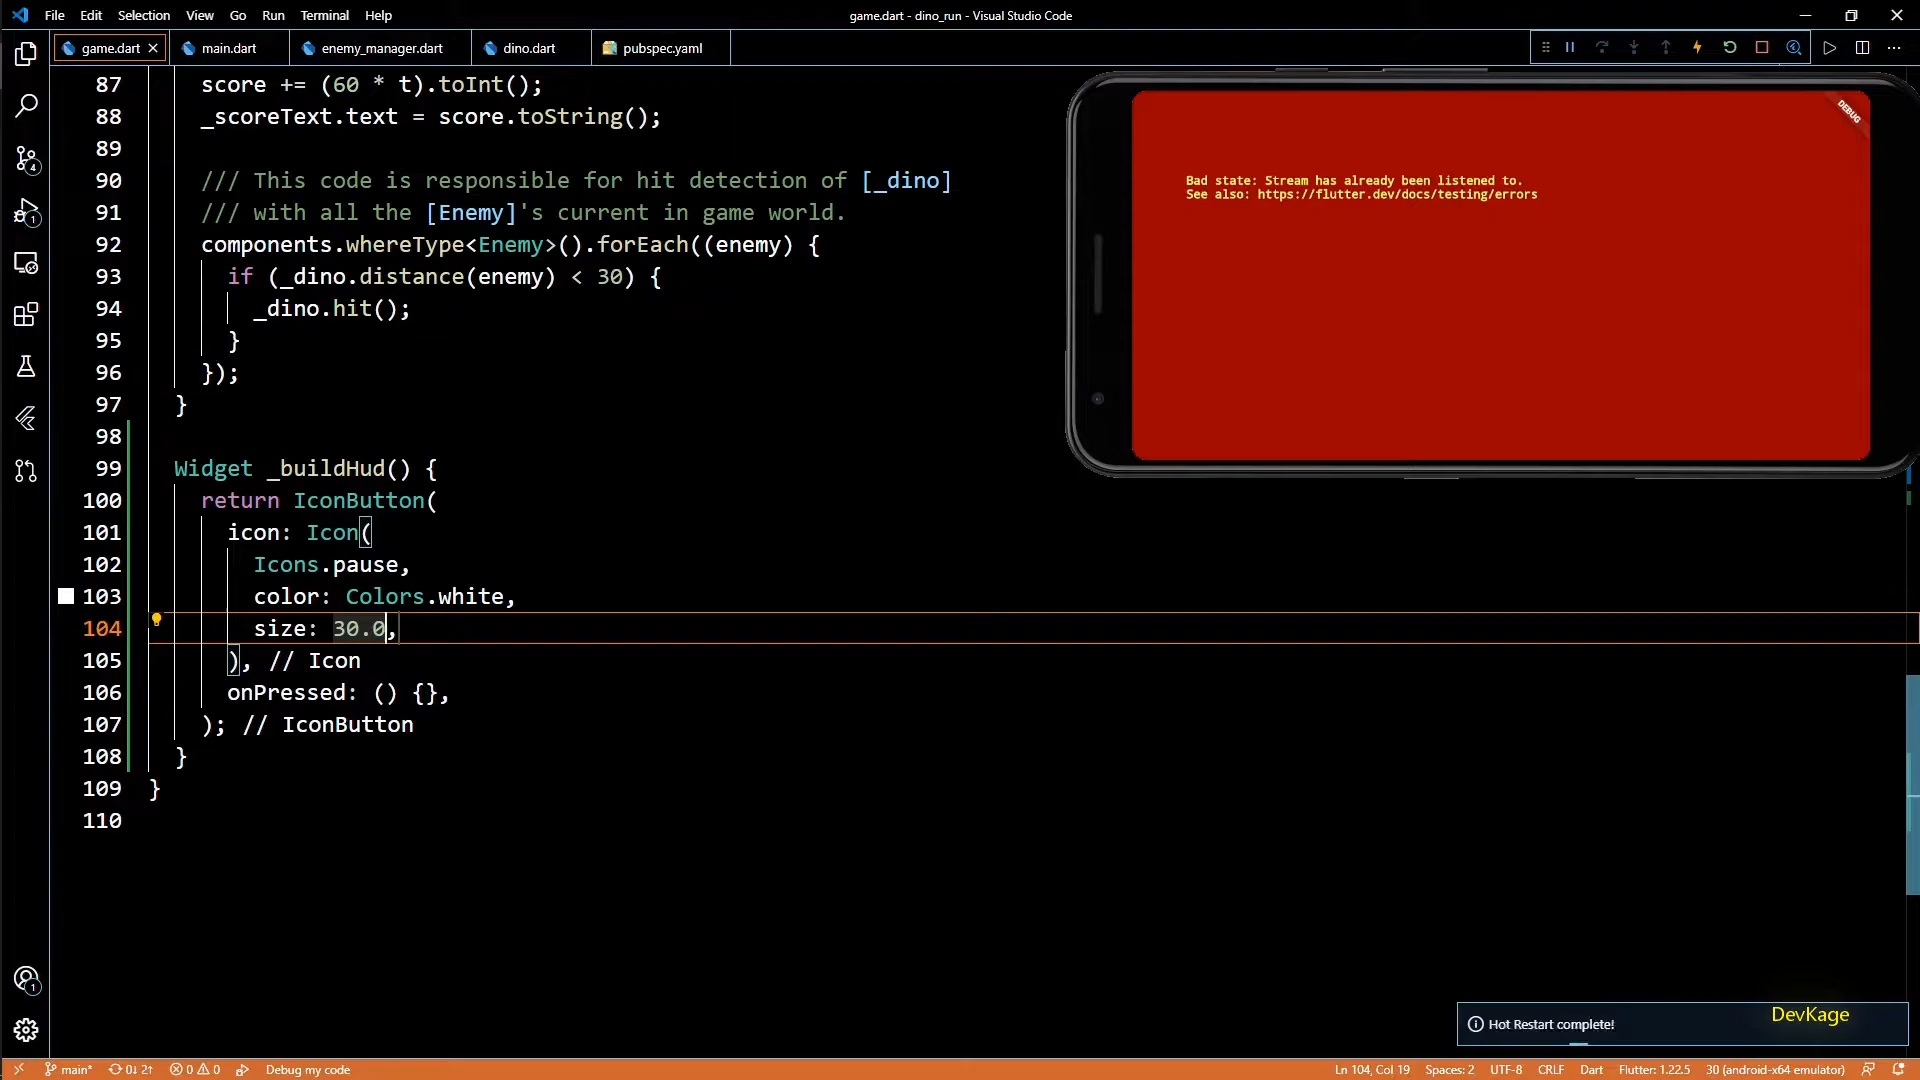 File Edit Selection View Go Run Terminal Help
game.dart - dino_run - Visual Studio Code
game.dart main.dart enemy_manager.dart dino.dart pubspec.yaml
87 score += (60 * t).toInt();
88 _scoreText.text = score.toString();
89
90 /// This code is responsible for hit detection of [_dino]
91 /// with all the [Enemy]'s current in game world.
92 components.whereType<Enemy>().forEach((enemy) {
93 if (_dino.distance(enemy) < 30) {
94 _dino.hit();
95 }
96 });
97 }
98
99 Widget _buildHud() {
100 return IconButton(
101 icon: Icon(
102 Icons.pause,
103 color: Colors.white,
104 size: 30.0,
105 ), // Icon
106 onPressed: () {},
107 ); // IconButton
108 }
109 }
110
DEBUG
Bad state: Stream has already been listened to.
See also: https://flutter.dev/docs/testing/errors
4
1
1
DevKage
Hot Restart complete!
main* 0↓ 2↑ 0 0 Debug my code
Ln 104, Col 19 Spaces: 2 UTF-8 CRLF Dart Flutter: 1.22.5 30 (android-x64 emulator)